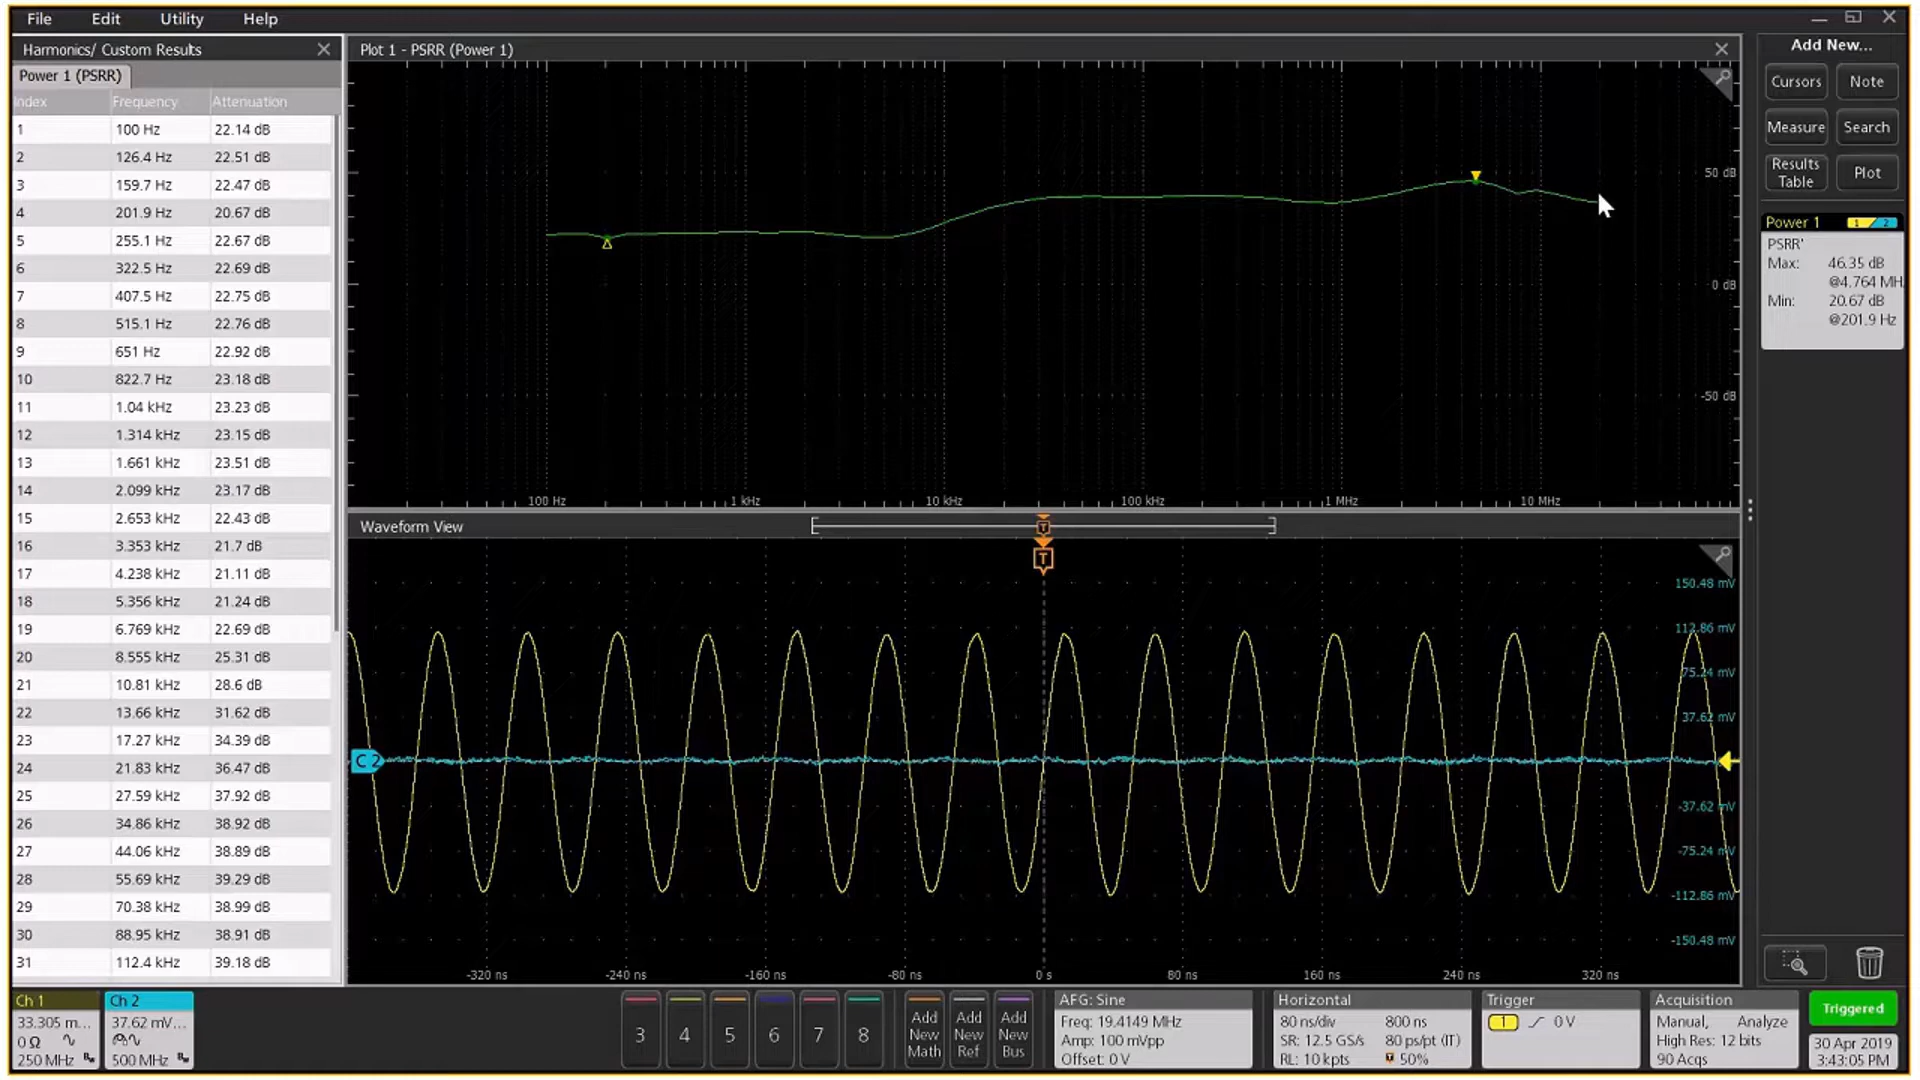 File Edit Utility Help
Harmonics/ Custom Results
Power 1 (PSRR)
Index Frequency Attenuation
1 100 Hz 22.14 dB
2 126.4 Hz 22.51 dB
3 159.7 Hz 22.47 dB
4 201.9 Hz 20.67 dB
5 255.1 Hz 22.67 dB
6 322.5 Hz 22.69 dB
7 407.5 Hz 22.75 dB
8 515.1 Hz 22.76 dB
9 651 Hz 22.92 dB
10 822.7 Hz 23.18 dB
11 1.04 kHz 23.23 dB
12 1.314 kHz 23.15 dB
13 1.661 kHz 23.51 dB
14 2.099 kHz 23.17 dB
15 2.653 kHz 22.43 dB
16 3.353 kHz 21.7 dB
17 4.238 kHz 21.11 dB
18 5.356 kHz 21.24 dB
19 6.769 kHz 22.69 dB
20 8.555 kHz 25.31 dB
21 10.81 kHz 28.6 dB
22 13.66 kHz 31.62 dB
23 17.27 kHz 34.39 dB
24 21.83 kHz 36.47 dB
25 27.59 kHz 37.92 dB
26 34.86 kHz 38.92 dB
27 44.06 kHz 38.89 dB
28 55.69 kHz 39.29 dB
29 70.38 kHz 38.99 dB
30 88.95 kHz 38.91 dB
31 112.4 kHz 39.18 dB
Plot 1 - PSRR (Power 1)
50 dB
0 dB
-50 dB
100 Hz 1 kHz 10 kHz 100 kHz 1 MHz 10 MHz
Waveform View
T
T
150.48 mV
112.86 mV
75.24 mV
37.62 mV
C 2
-37.62 mV
-75.24 mV
-112.86 mV
-150.48 mV
-320 ns -240 ns -160 ns -80 ns 0 s 80 ns 160 ns 240 ns 320 ns
Add New...
Cursors Note
Measure Search
Results Table
Plot
Power 1 1 2
PSRR'
Max: 46.35 dB
@4.764 MH
Min: 20.67 dB
@201.9 Hz
Ch 1
33.305 m...
0 Ω
250 MHz Bw
Ch 2
37.62 mV...
500 MHz Bw
3 4 5 6 7 8
Add New Math
Add New Ref
Add New Bus
AFG: Sine
Freq: 19.4149 MHz
Amp: 100 mVpp
Offset: 0 V
Horizontal
80 ns/div 800 ns
SR: 12.5 GS/s 80 ps/pt (IT)
RL: 10 kpts T 50%
Trigger
1 0 V
Acquisition
Manual, Analyze
High Res: 12 bits
90 Acqs
Triggered
30 Apr 2019
3:43:05 PM